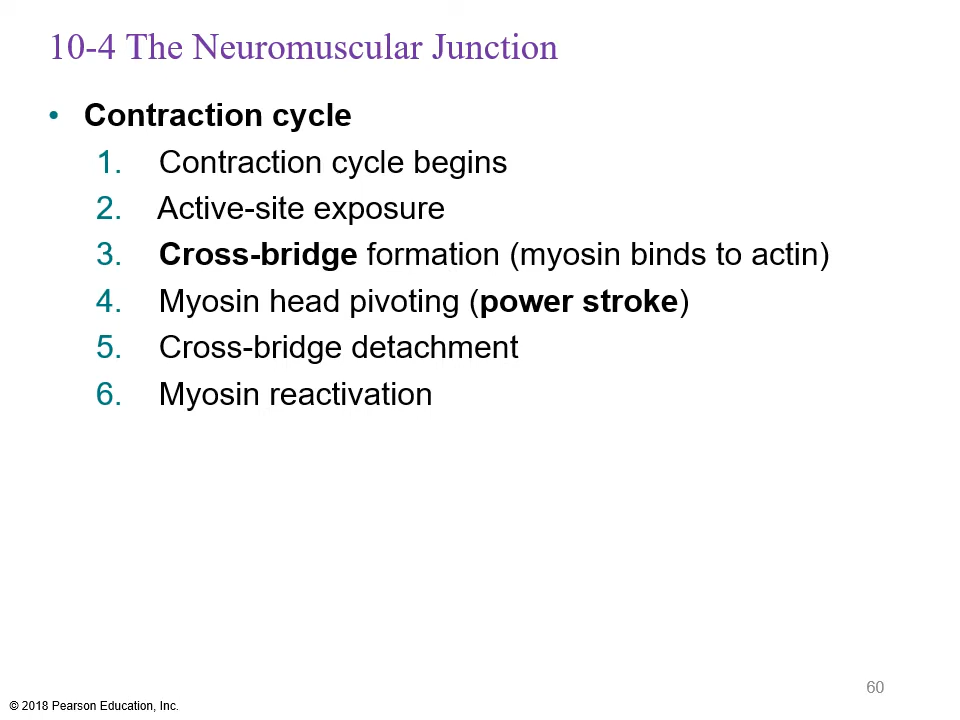 10-4 The Neuromuscular Junction
• Contraction cycle
1. Contraction cycle begins
2. Active-site exposure
3. Cross-bridge formation (myosin binds to actin)
4. Myosin head pivoting (power stroke)
5. Cross-bridge detachment
6. Myosin reactivation
60
© 2018 Pearson Education, Inc.